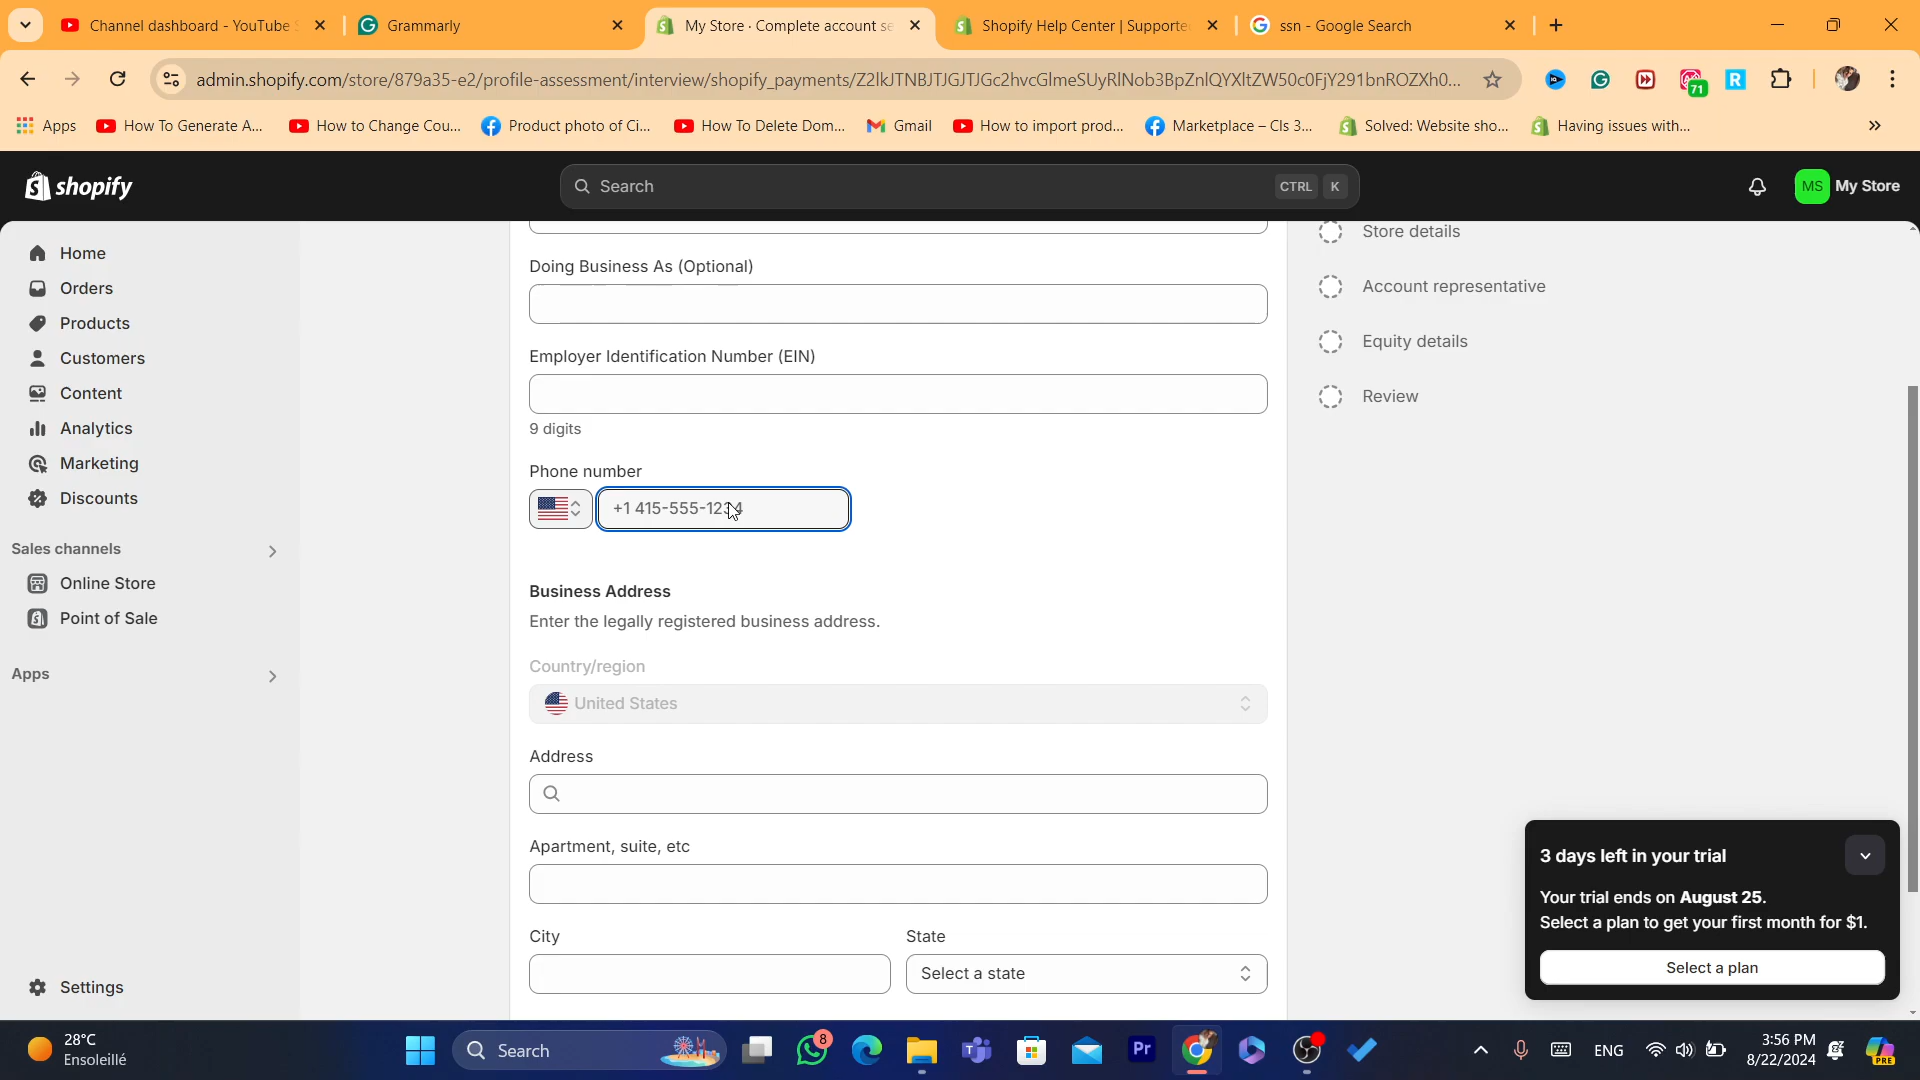 Channel dashboard - YouTube S
Grammarly
My Store · Complete account se
Shopify Help Center | Supporte
ssn - Google Search
admin.shopify.com/store/879a35-e2/profile-assessment/interview/shopify_payments/
71
Apps
How To Generate A...
How to Change Cou...
Product photo of Ci...
How To Delete Dom...
Gmail
How to import prod...
Marketplace – Cls 3...
Solved: Website sho...
Having issues with...
shopify
Search
CTRL K
MS
My Store
Home
Orders
Products
Customers
Content
Analytics
Marketing
Discounts
Sales channels
Online Store
Point of Sale
Apps
Settings
Doing Business As (Optional)
Employer Identification Number (EIN)
9 digits
Phone number
+1 415-555-1234
Business Address
Enter the legally registered business address.
Country/region
United States
Address
Apartment, suite, etc
City
State
Select a state
Store details
Account representative
Equity details
Review
3 days left in your trial
Your trial ends on August 25.
Select a plan to get your first month for $1.
Select a plan
28°C
Ensoleillé
Search
8
Pr
ENG
3:56 PM
8/22/2024
PRE